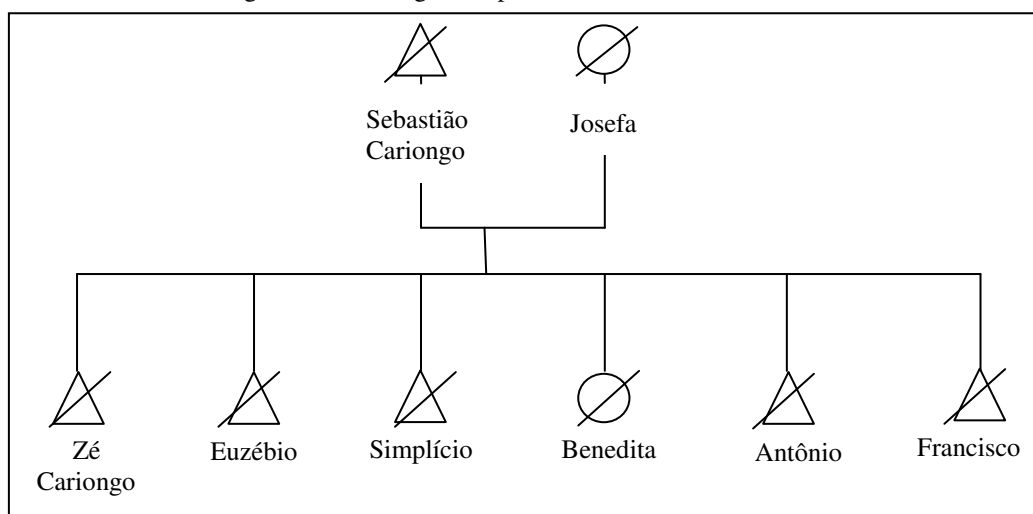 Sebastião
Cariongo
Josefa
Zé
Cariongo
Euzébio
Simplício
Benedita
Antônio
Francisco